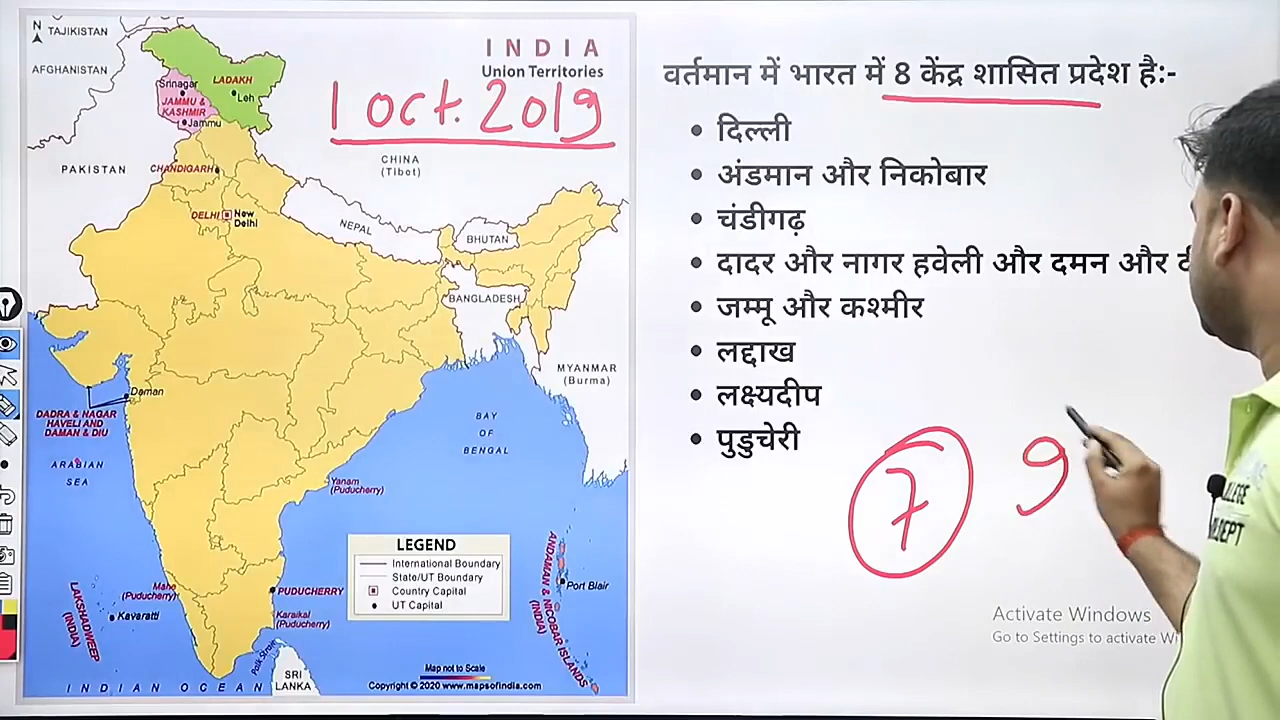 N
TAJIKISTAN
AFGHANISTAN
INDIA
Union Territories
LADAKH
Srinagar
Leh
JAMMU &
KASHMIR
Jammu
1 oct. 2019
CHINA
(Tibet)
PAKISTAN
CHANDIGARH
DELHI
New
Delhi
NEPAL
BHUTAN
BANGLADESH
MYANMAR
(Burma)
Daman
DADRA & NAGAR
HAVELI AND
DAMAN & DIU
ARABIAN
SEA
BAY
OF
BENGAL
Yanam
(Puducherry)
LEGEND
International Boundary
State/UT Boundary
Country Capital
UT Capital
Mahe
(Puducherry)
PUDUCHERRY
Karaikal
(Puducherry)
LAKSHADWEEP
(INDIA)
Kavaratti
ANDAMAN & NICOBAR ISLANDS
(INDIA)
Port Blair
Palk Strait
SRI
LANKA
INDIAN OCEAN
Map not to Scale
Copyright © 2020 www.mapsofindia.com
वर्तमान में भारत में 8 केंद्र शासित प्रदेश है:-
• दिल्ली
• अंडमान और निकोबार
• चंडीगढ़
• दादर और नागर हवेली और दमन और
• जम्मू और कश्मीर
• लद्दाख
• लक्ष्यदीप
• पुडुचेरी
7 9
Activate Windows
Go to Settings to activate Wi